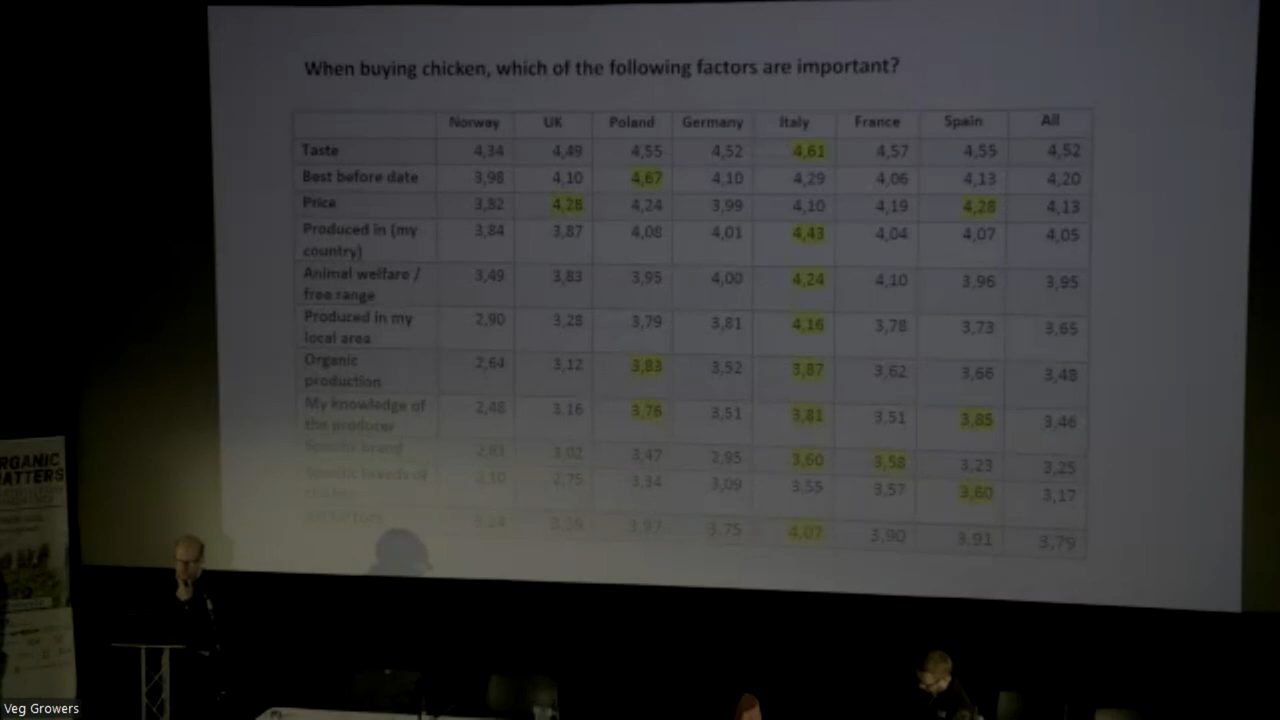 When buying chicken, which of the following factors are important?
Norway UK Poland Germany Italy France Spain All
Taste 4,34 4,49 4,55 4,52 4,61 4,57 4,55 4,52
Best before date 3,98 4,10 4,67 4,10 4,29 4,06 4,13 4,20
Price 3,82 4,28 4,24 3,99 4,10 4,19 4,28 4,13
Produced in (my 3,84 3,87 4,08 4,01 4,43 4,04 4,07 4,05
country)
Animal welfare / 3,49 3,83 3,95 4,00 4,24 4,10 3,96 3,95
free range
Produced in my 2,90 3,28 3,79 3,81 4,16 3,78 3,73 3,65
local area
Organic 2,64 3,12 3,83 3,52 3,87 3,62 3,66 3,48
production
My knowledge of 2,48 3,16 3,76 3,51 3,81 3,51 3,85 3,46
the producer
Specific brand 3,02 3,47 2,95 3,60 3,58 3,23 3,25
Specific breeds of 2,75 3,34 3,09 3,55 3,57 3,60 3,17
3,97 3,75 4,07 3,90 3,91 3,79
RGANIC
ATTERS
Veg Growers